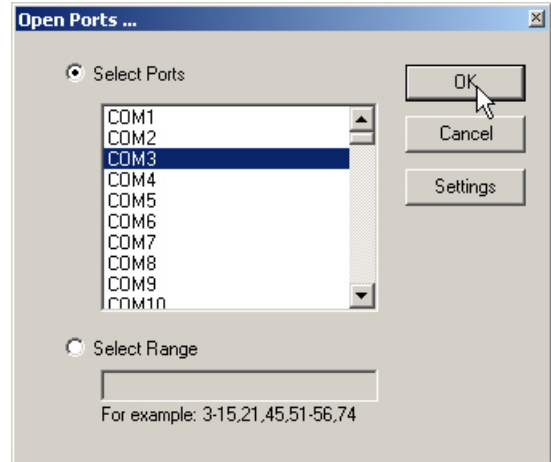 Open Ports ...
Select Ports
OK
COM1
COM2
Cancel
COM3
COM4
Settings
COM5
COM6
COM7
COM8
COM9
COM10
Select Range
For example: 3-15,21,45,51-56,74